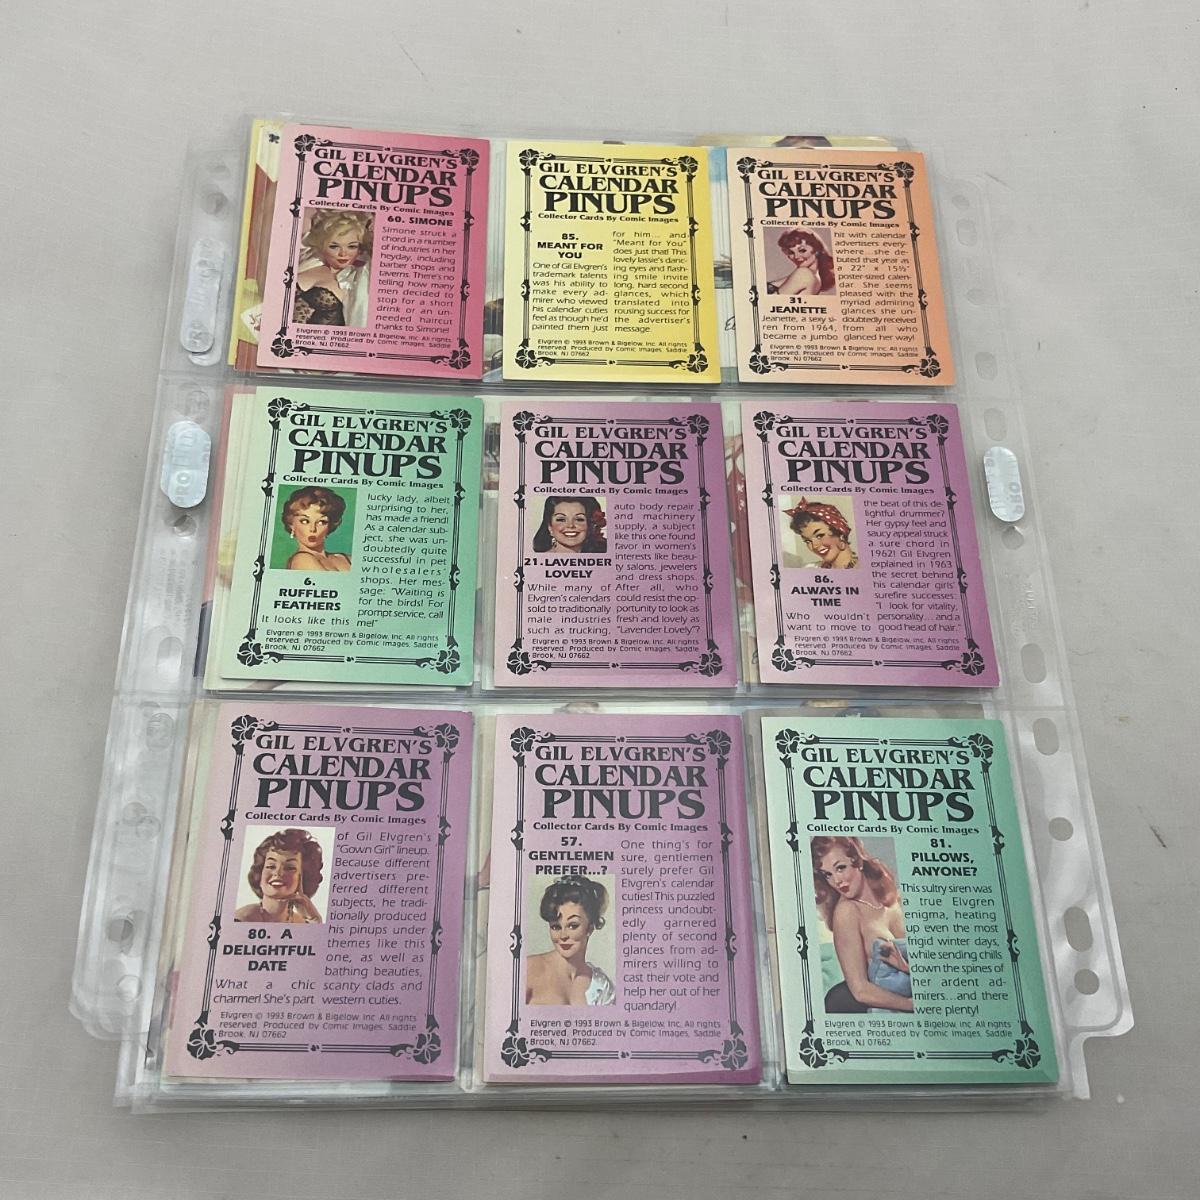 GIL ELVGREN'S
CALENDAR
PINUPS
Collector Cards By Comic Images
60. SIMONE
Simone struck a
chord in a number
of industries in her
heyday, including
barber shops and
taverns. There's no
telling how many
men decided to
stop for a short
drink or an un-
needed haircut
thanks to Simone!
Elvgren © 1993 Brown & Bigelow, Inc. All rights
reserved. Produced by Comic Images, Saddle
Brook, NJ 07662
GIL ELVGREN'S
CALENDAR
PINUPS
Collector Cards By Comic Images
85.
MEANT FOR
YOU
One of Gil Elvgren's
trademark talents
was his ability to
make every ad-
mirer who viewed
his calendar cuties
feel as though he'd
painted them just
for him... and
"Meant for You"
does just that! This
lovely lassie's danc-
ing eyes and flash-
ing smile invite
long, hard second
glances, which
translated into
rousing success for
the advertiser's
message.
Elvgren © 1993 Brown & Bigelow, Inc. All rights
reserved. Produced by Comic Images, Saddle
Brook, NJ 07662
GIL ELVGREN'S
CALENDAR
PINUPS
Collector Cards By Comic Images
31.
JEANETTE
Jeanette, a sexy si-
ren from 1964,
became a jumbo
hit with calendar
advertisers every-
where...she de-
buted that year as
a 22" x 15½"
poster-sized calen-
dar. She seems
pleased with the
myriad admiring
glances she un-
doubtedly received
from all who
glanced her way!
Elvgren © 1993 Brown & Bigelow, Inc. All rights
reserved. Produced by Comic Images, Saddle
Brook, NJ 07662
GIL ELVGREN'S
CALENDAR
PINUPS
Collector Cards By Comic Images
6.
RUFFLED
FEATHERS
It looks like this
lucky lady, albeit
surprising to her,
has made a friend!
As a calendar sub-
ject, she was un-
doubtedly quite
successful in pet
wholesalers'
shops. Her mes-
sage: "Waiting is
for the birds! For
prompt service, call
me!"
Elvgren © 1993 Brown & Bigelow, Inc. All rights
reserved. Produced by Comic Images, Saddle
Brook, NJ 07662
GIL ELVGREN'S
CALENDAR
PINUPS
Collector Cards By Comic Images
21. LAVENDER
LOVELY
While many of
Elvgren's calendars
sold to traditionally
male industries
such as trucking,
auto body repair
and machinery
supply, a subject
like this one found
favor in women's
interests like beau-
ty salons, jewelers
and dress shops.
After all, who
could resist the op-
portunity to look as
fresh and lovely as
"Lavender Lovely"?
Elvgren © 1993 Brown & Bigelow, Inc. All rights
reserved. Produced by Comic Images, Saddle
Brook, NJ 07662
GIL ELVGREN'S
CALENDAR
PINUPS
Collector Cards By Comic Images
86.
ALWAYS IN
TIME
Who wouldn't
want to move to
the beat of this de-
lightful drummer?
Her gypsy feel and
saucy appeal struck
a sure chord in
1962! Gil Elvgren
explained in 1963
the secret behind
his calendar girls'
surefire successes:
"I look for vitality,
personality... and a
good head of hair."
Elvgren © 1993 Brown & Bigelow, Inc. All rights
reserved. Produced by Comic Images, Saddle
Brook, NJ 07662
GIL ELVGREN'S
CALENDAR
PINUPS
Collector Cards By Comic Images
80. A
DELIGHTFUL
DATE
What a chic
charmer! She's part
of Gil Elvgren's
"Gown Girl" lineup.
Because different
advertisers pre-
ferred different
subjects, he tradi-
tionally produced
his pinups under
themes like this
one, as well as
bathing beauties,
scanty clads and
western cuties.
Elvgren © 1993 Brown & Bigelow, Inc. All rights
reserved. Produced by Comic Images, Saddle
Brook, NJ 07662
GIL ELVGREN'S
CALENDAR
PINUPS
Collector Cards By Comic Images
57.
GENTLEMEN
PREFER...?
One thing's for
sure, gentlemen
surely prefer Gil
Elvgren's calendar
cuties! This puzzled
princess undoubt-
edly garnered
plenty of second
glances from ad-
mirers willing to
cast their vote and
help her out of her
quandary!
Elvgren © 1993 Brown & Bigelow, Inc. All rights
reserved. Produced by Comic Images, Saddle
Brook, NJ 07662
GIL ELVGREN'S
CALENDAR
PINUPS
Collector Cards By Comic Images
81.
PILLOWS,
ANYONE?
This sultry siren was
a true Elvgren
enigma, heating
up even the most
frigid winter days,
while sending chills
down the spines of
her ardent ad-
mirers...and there
were plenty!
Elvgren © 1993 Brown & Bigelow, Inc. All rights
reserved. Produced by Comic Images, Saddle
Brook, NJ 07662